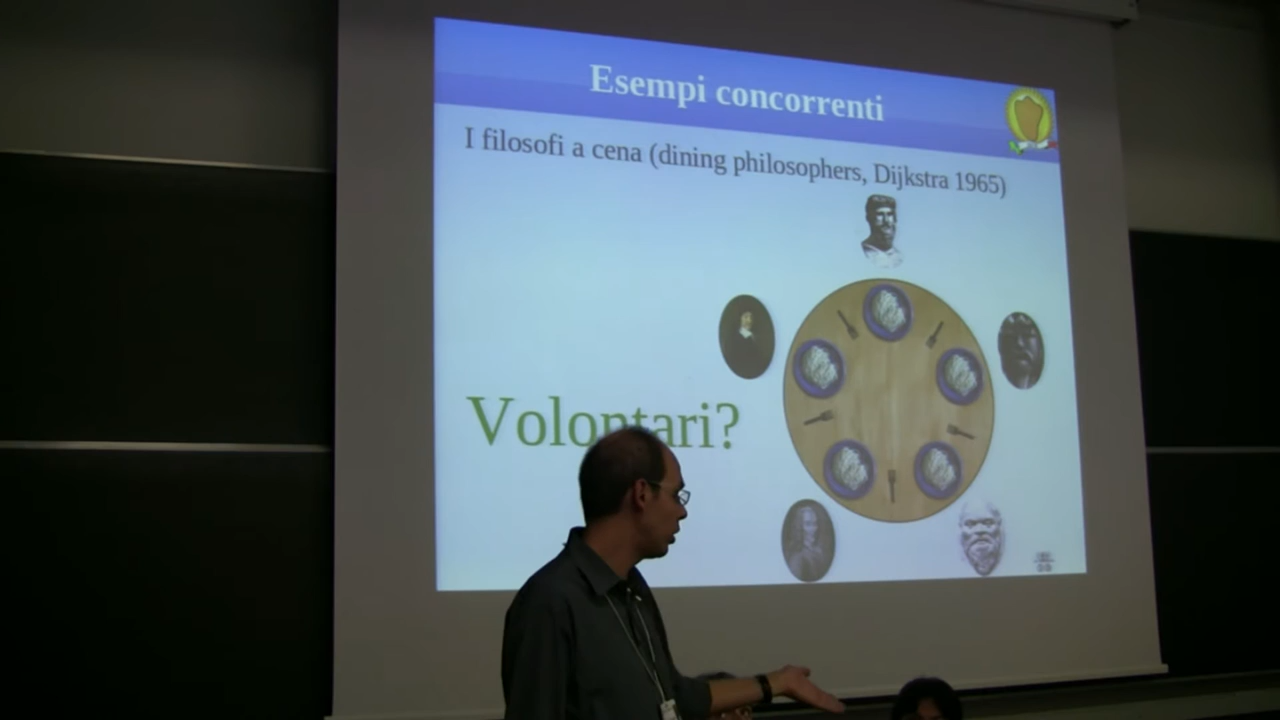 Esempi concorrenti
I filosofi a cena (dining philosophers, Dijkstra 1965)
Volontari?